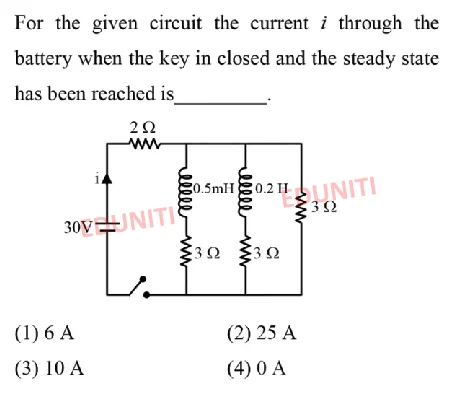 For the given circuit the current i through the
battery when the key in closed and the steady state
has been reached is__________.
2 Ω
i
0.5mH
0.2 H
3 Ω
30V
3 Ω
3 Ω
EDUNITI
EDUNITI
(1) 6 A
(2) 25 A
(3) 10 A
(4) 0 A